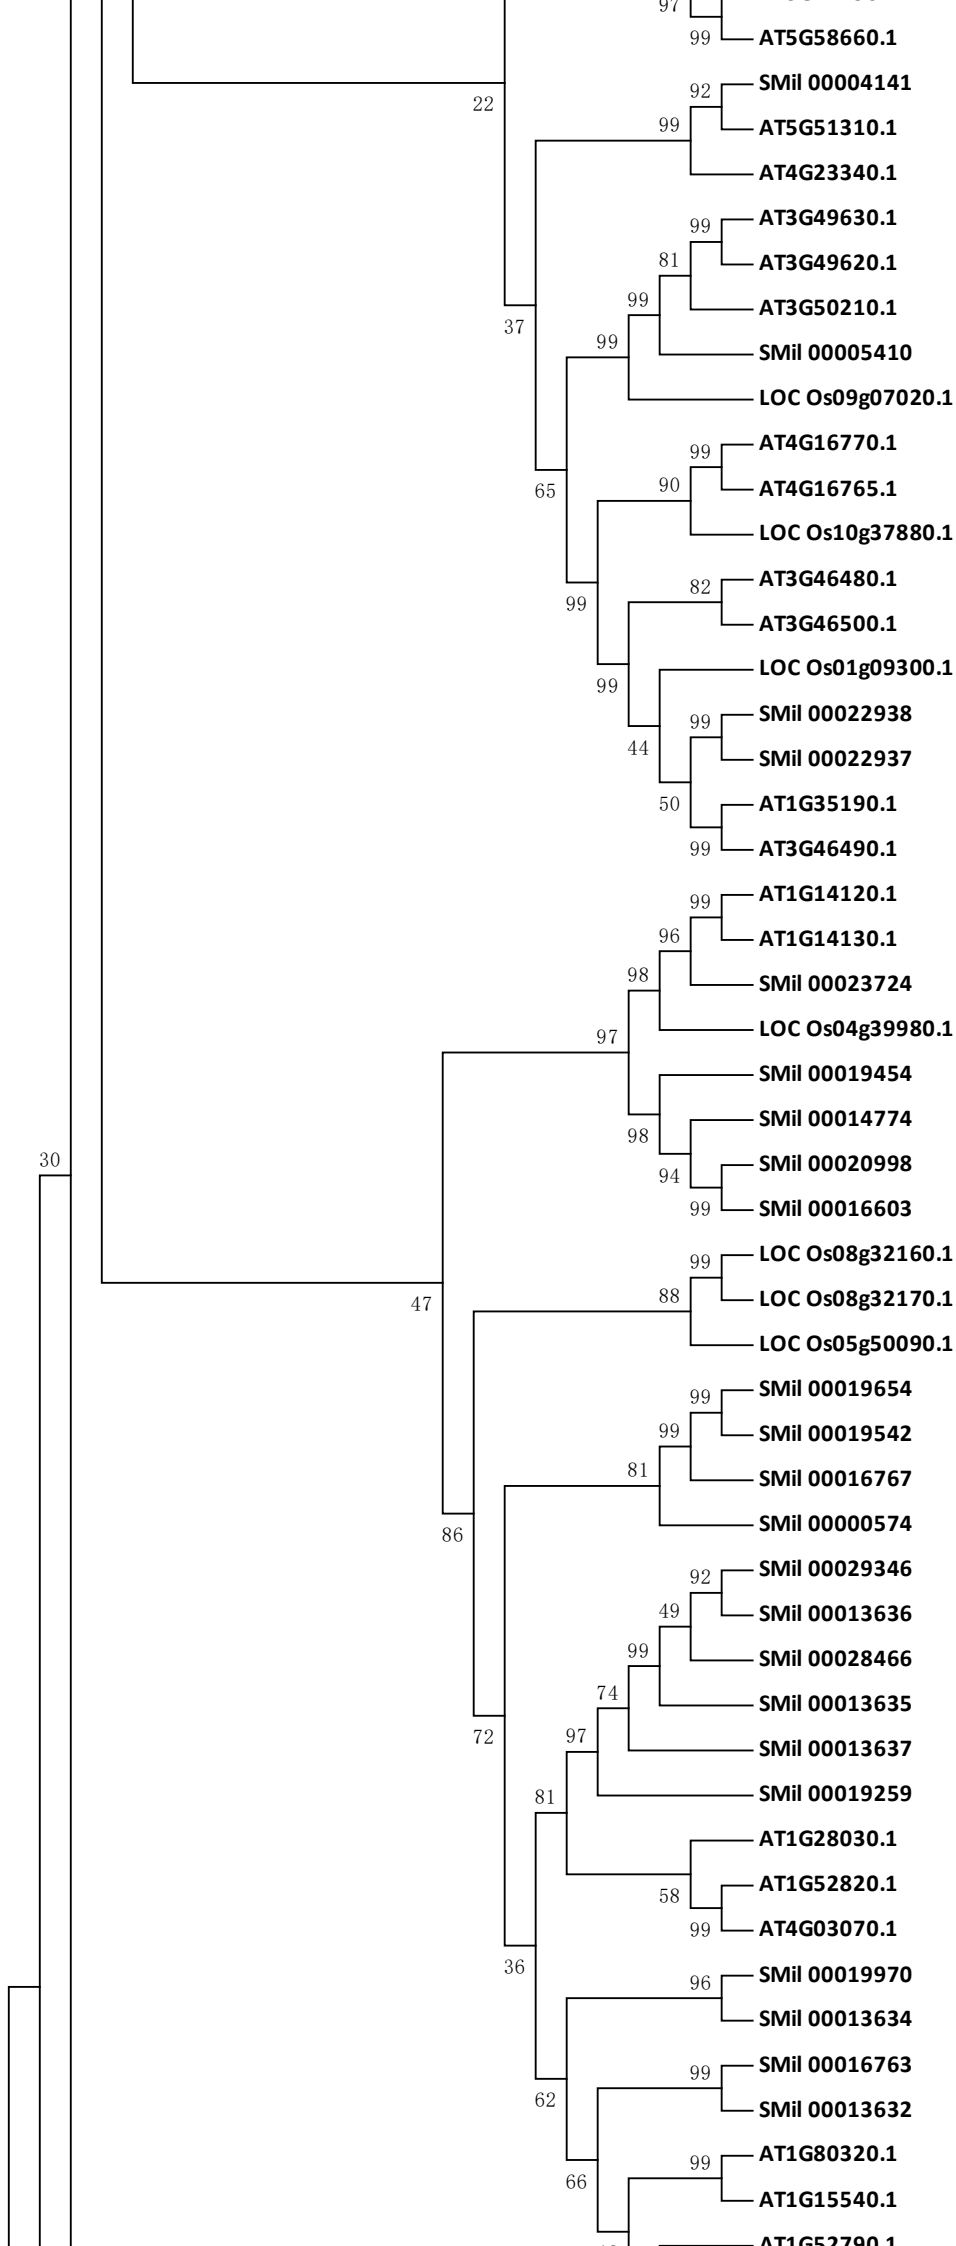 97
99
AT5G58660.1
SMil 00004141
92
22
AT5G51310.1
99
AT4G23340.1
AT3G49630.1
99
81
AT3G49620.1
99
AT3G50210.1
37
99
SMil 00005410
LOC Os09g07020.1
AT4G16770.1
99
90
AT4G16765.1
65
LOC Os10g37880.1
AT3G46480.1
82
99
AT3G46500.1
LOC Os01g09300.1
99
SMil 00022938
99
44
SMil 00022937
50
AT1G35190.1
99
AT3G46490.1
AT1G14120.1
99
96
AT1G14130.1
98
SMil 00023724
97
LOC Os04g39980.1
SMil 00019454
98
SMil 00014774
30
94
SMil 00020998
99
SMil 00016603
LOC Os08g32160.1
99
88
LOC Os08g32170.1
47
LOC Os05g50090.1
SMil 00019654
99
99
SMil 00019542
81
SMil 00016767
86
SMil 00000574
SMil 00029346
92
49
SMil 00013636
99
SMil 00028466
74
SMil 00013635
72
97
SMil 00013637
81
SMil 00019259
AT1G28030.1
58
AT1G52820.1
99
AT4G03070.1
36
SMil 00019970
96
SMil 00013634
SMil 00016763
99
62
SMil 00013632
AT1G80320.1
99
66
AT1G15540.1
AT1G52790.1